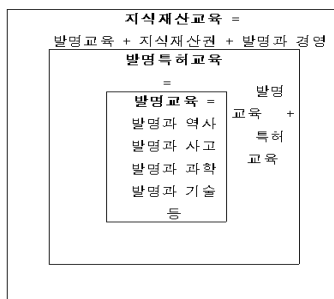 지식재산교육 =
발명교육 + 지식재산권 + 발명과 경영
발명특허교육
=
발명교육 =
발명과 역사
발명과 사고
발명과 과학
발명과 기술
등
발명
교육 +
특허
교육